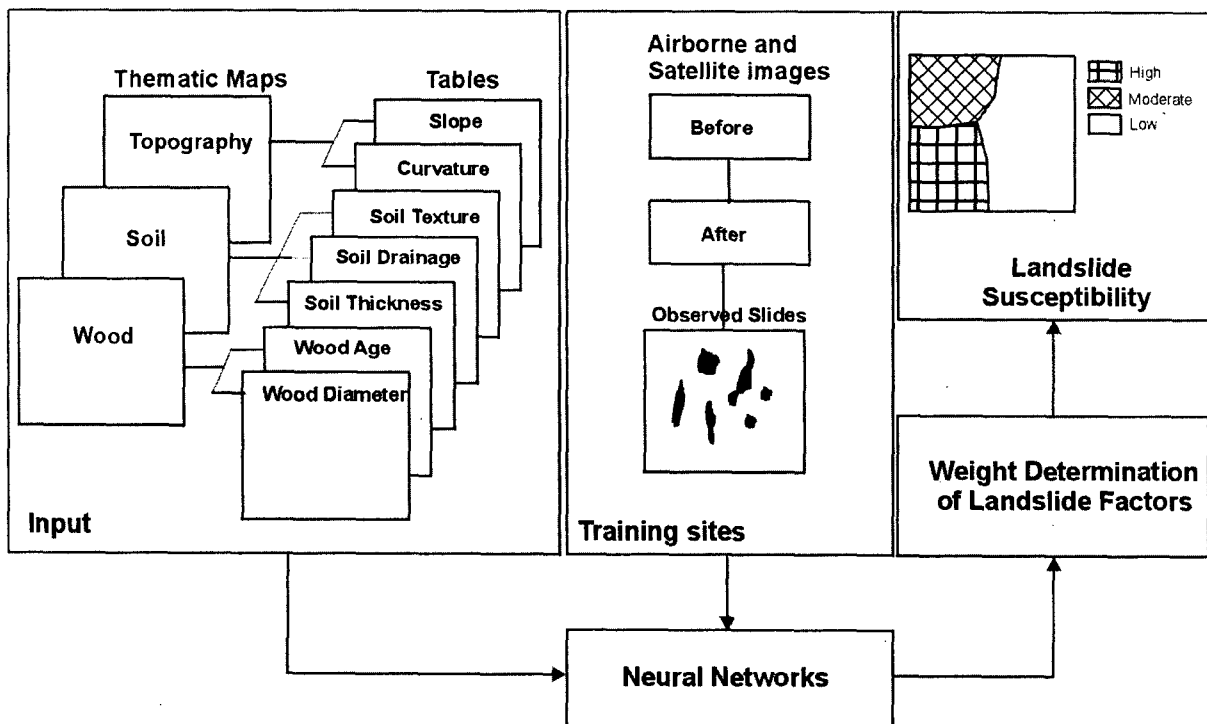 Thematic Maps
Topography
Soil
Wood
Tables
Slope
Curvature
Soil Texture
Soil Drainage
Soil Thickness
Wood Age
Wood Diameter
Input
Airborne and
Satellite images
Before
After
Observed Slides
Training sites
High
Moderate
Low
Landslide
Susceptibility
Weight Determination
of Landslide Factors
Neural Networks